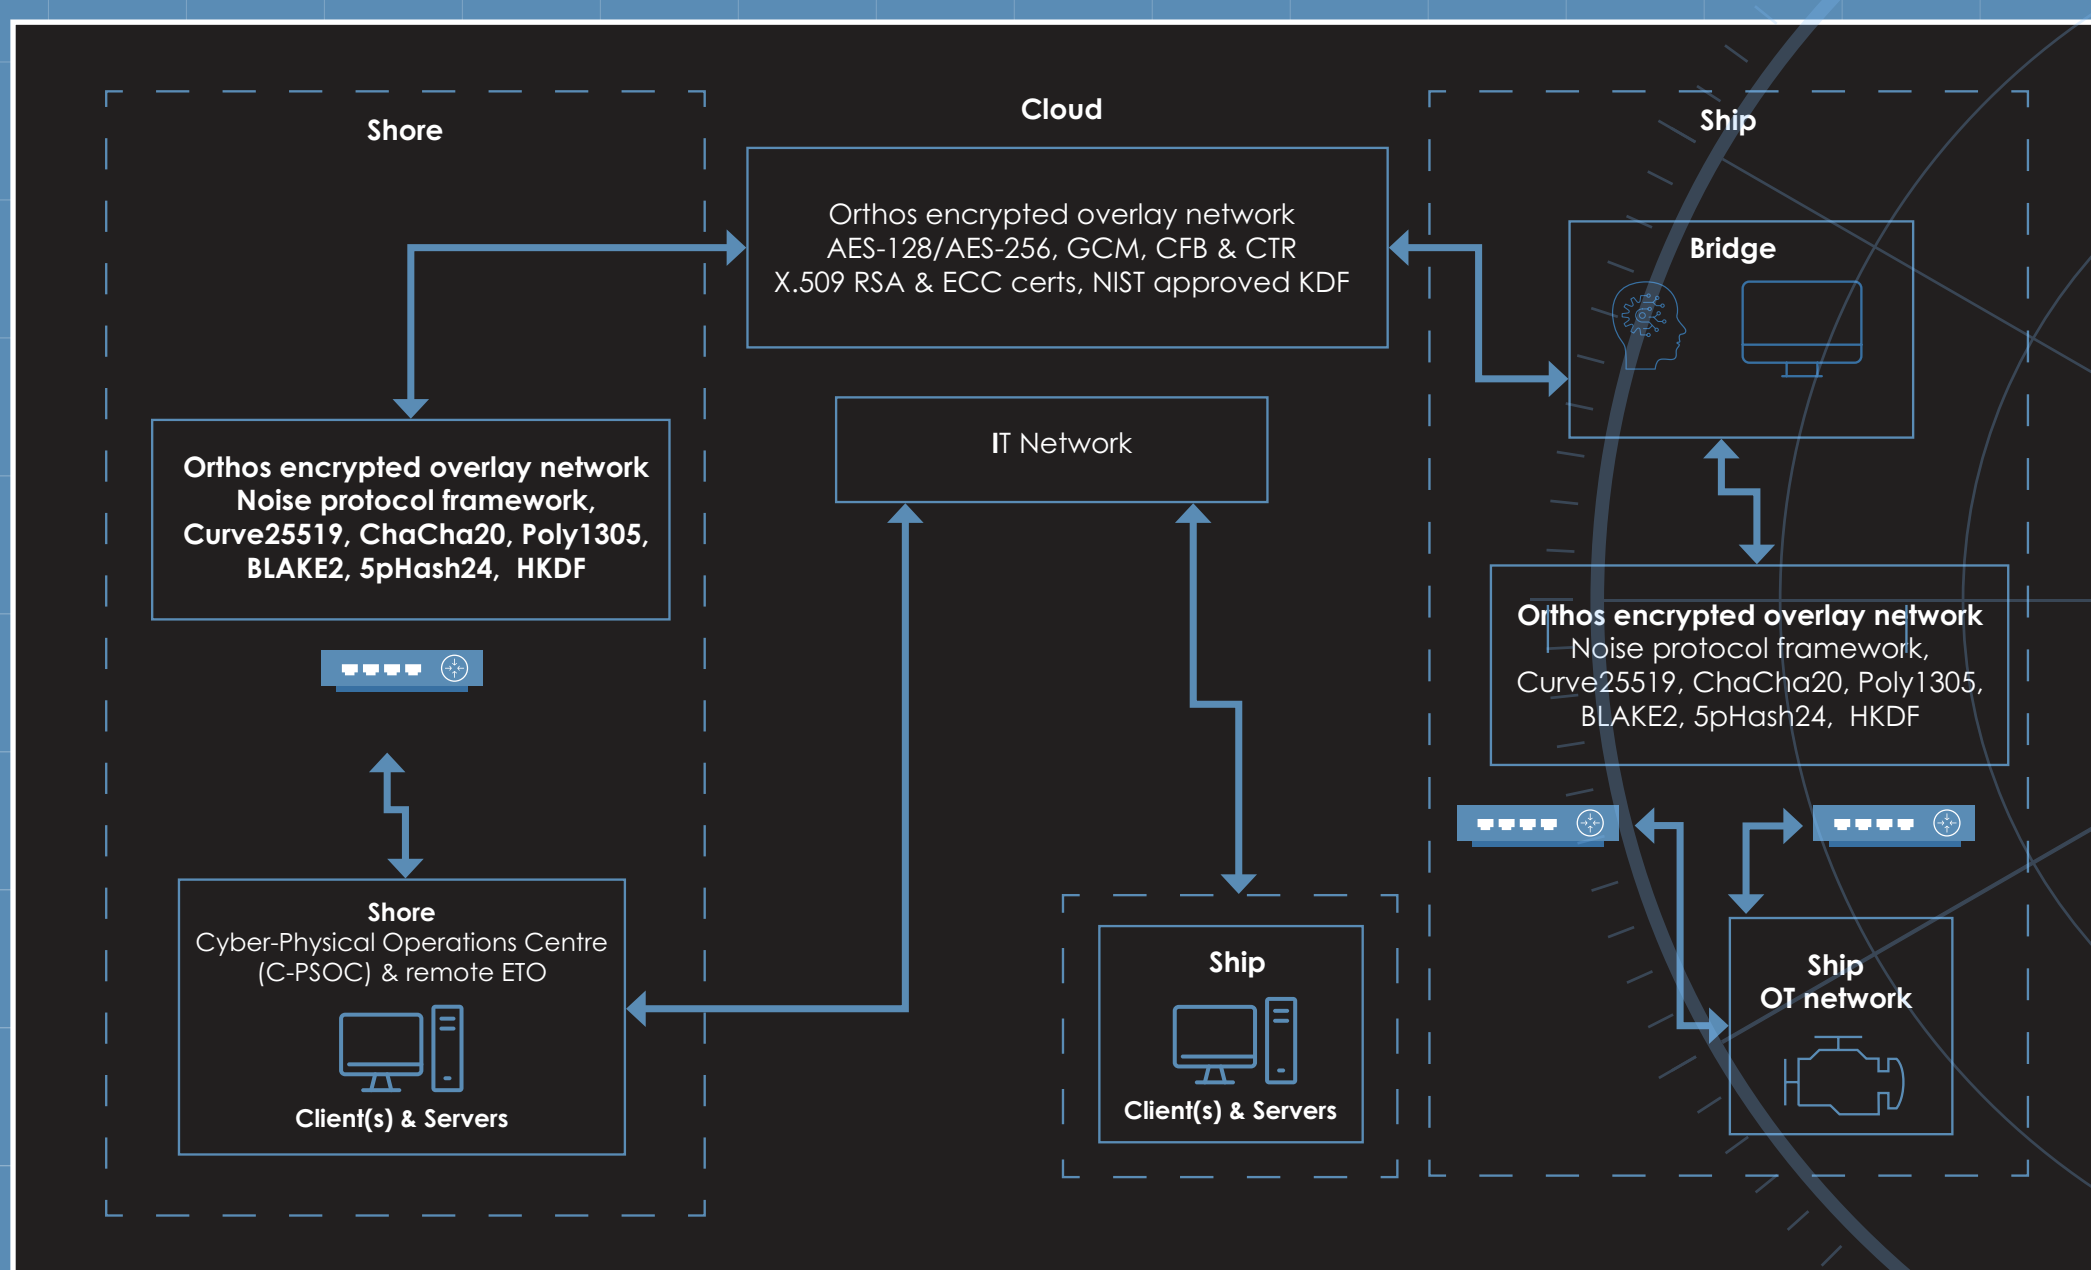 Shore
Orthos encrypted overlay network
Noise protocol framework,
Curve25519, ChaCha20, Poly1305,
BLAKE2, 5pHash24, HKDF
Shore
Cyber-Physical Operations Centre
(C-PSOC) & remote ETO
Client(s) & Servers
Cloud
Orthos encrypted overlay network
AES-128/AES-256, GCM, CFB & CTR
X.509 RSA & ECC certs, NIST approved KDF
IT Network
Ship
Client(s) & Servers
Ship
Bridge
Orthos encrypted overlay network
Noise protocol framework,
Curve25519, ChaCha20, Poly1305,
BLAKE2, 5pHash24, HKDF
Ship
OT network